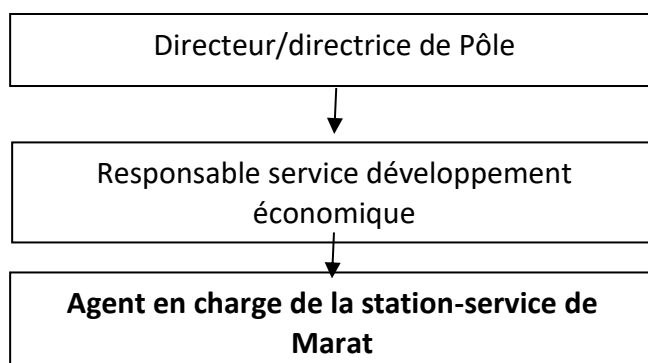 Directeur/directrice de Pôle
Responsable service développement
économique
Agent en charge de la station-service de
Marat